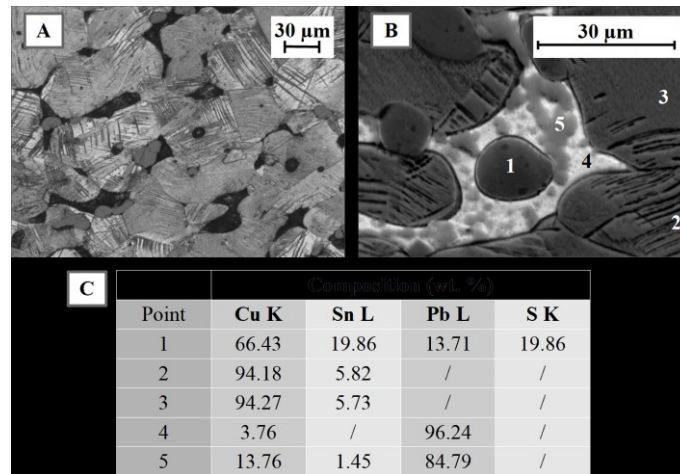 A
30 µm
B
30 µm
3
5
1
4
2
C
Composition (wt. %)
Point Cu K Sn L Pb L S K
1 66.43 19.86 13.71 19.86
2 94.18 5.82 / /
3 94.27 5.73 / /
4 3.76 / 96.24 /
5 13.76 1.45 84.79 /